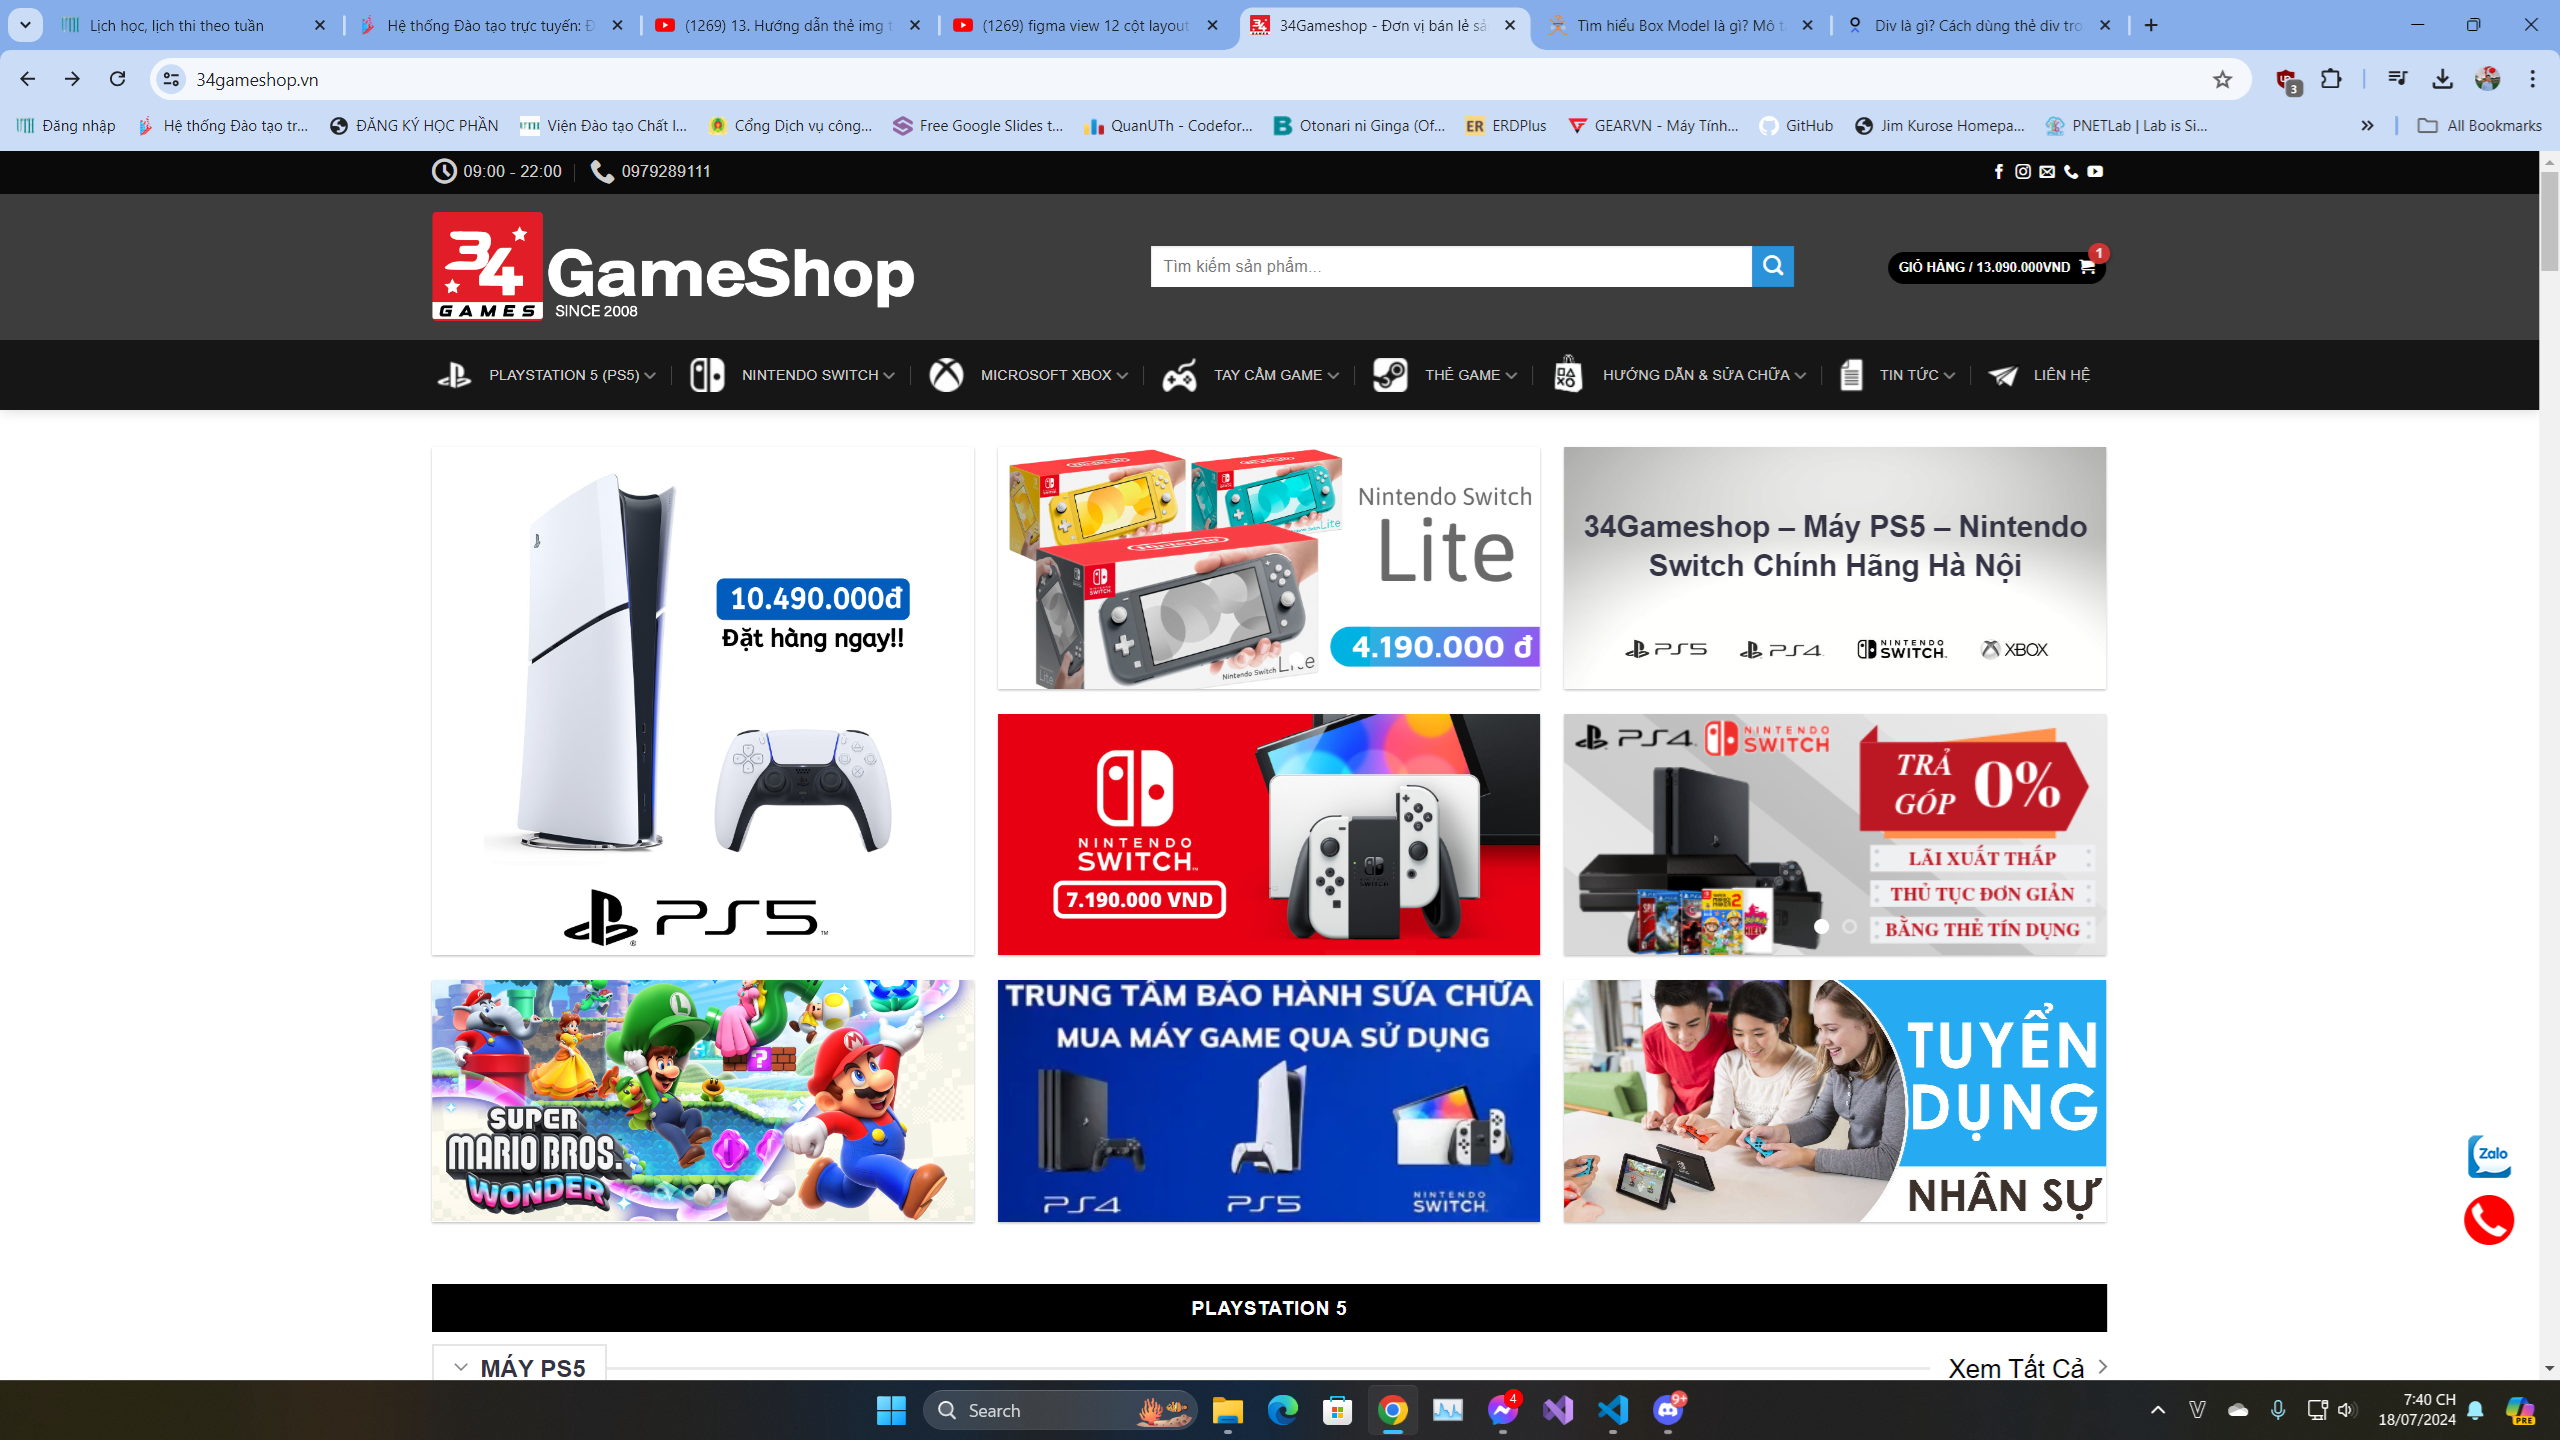 Lịch học, lịch thi theo tuần
Hệ thống Đào tạo trực tuyến: Đ
(1269) 13. Hướng dẫn thẻ img t
(1269) figma view 12 cột layout
34Gameshop - Đơn vị bán lẻ sả
Tìm hiểu Box Model là gì? Mô t
Div là gì? Cách dùng thẻ div tro
34gameshop.vn
3
Đăng nhập
Hệ thống Đào tạo tr...
ĐĂNG KÝ HỌC PHẦN
Viện Đào tạo Chất l...
Cổng Dịch vụ công...
Free Google Slides t...
QuanUTh - Codefor...
Otonari ni Ginga (Of...
ERDPlus
GEARVN - Máy Tính...
GitHub
Jim Kurose Homepa...
PNETLab | Lab is Si...
All Bookmarks
09:00 - 22:00
0979289111
34
GAMES
GameShop
SINCE 2008
Tìm kiếm sản phẩm...
GIỎ HÀNG / 13.090.000VND
1
PLAYSTATION 5 (PS5)
NINTENDO SWITCH
MICROSOFT XBOX
TAY CẦM GAME
THẺ GAME
HƯỚNG DẪN & SỬA CHỮA
TIN TỨC
LIÊN HỆ
10.490.000đ
Đặt hàng ngay!!
PS5
Nintendo Switch
Lite
4.190.000 đ
Nintendo Switch Lite
34Gameshop – Máy PS5 – Nintendo
Switch Chính Hãng Hà Nội
PS5
PS4
NINTENDO
SWITCH
XBOX
NINTENDO
SWITCH
7.190.000 VND
PS4
NINTENDO
SWITCH
TRẢ
GÓP
0%
LÃI XUẤT THẤP
THỦ TỤC ĐƠN GIẢN
BẰNG THẺ TÍN DỤNG
SUPER
MARIO BROS.
WONDER
TRUNG TÂM BẢO HÀNH SỬA CHỮA
MUA MÁY GAME QUA SỬ DỤNG
PS4
PS5
NINTENDO
SWITCH
TUYỂN
DỤNG
NHÂN SỰ
Zalo
PLAYSTATION 5
MÁY PS5
Xem Tất Cả
Search
4
9+
7:40 CH
18/07/2024
PRE